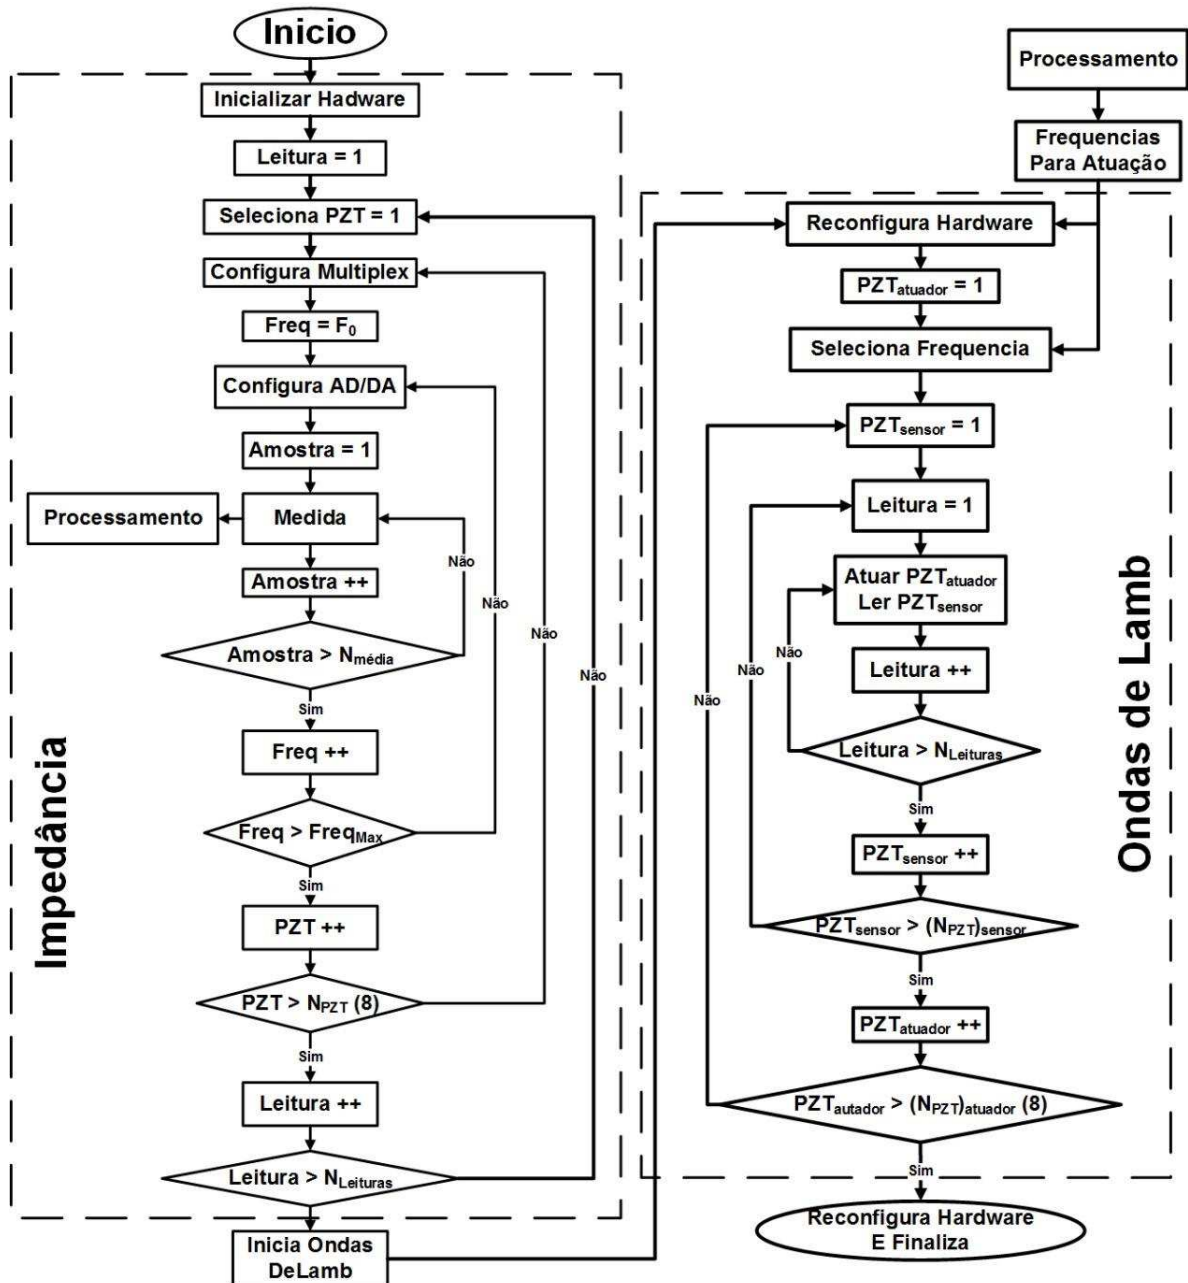 Inicio
Inicializar Hadware
Leitura = 1
Seleciona PZT = 1
Configura Multiplex
Freq = F₀
Configura AD/DA
Amostra = 1
Processamento
Medida
Não
Amostra ++
Não
Não
Amostra > Nmédia
Não
Sim
Freq ++
Freq > FreqMax
Sim
PZT ++
PZT > NPZT (8)
Sim
Leitura ++
Leitura > NLeituras
Inicia Ondas
DeLamb
Impedância
Processamento
Frequencias
Para Atuação
Reconfigura Hardware
PZTatuador = 1
Seleciona Frequencia
PZTsensor = 1
Leitura = 1
Atuar PZTatuador
Ler PZTsensor
Não
Leitura ++
Não
Não
Leitura > NLeituras
Sim
PZTsensor ++
PZTsensor > (NPZT)sensor
Sim
PZTatuador ++
PZTautador > (NPZT)atuador (8)
Sim
Reconfigura Hardware
E Finaliza
Ondas de Lamb